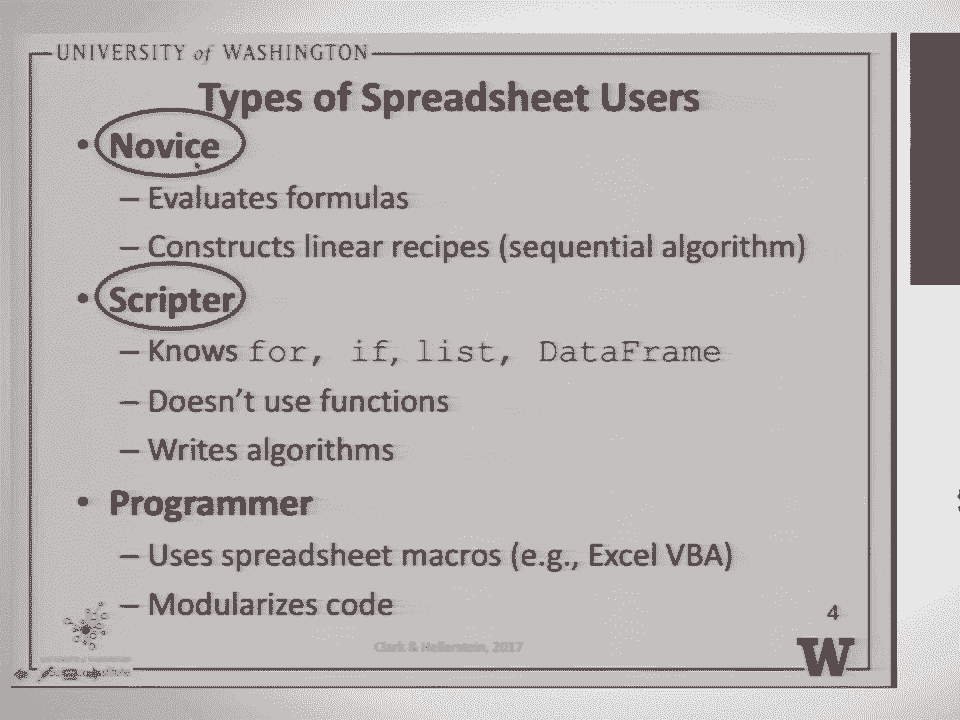 UNIVERSITY of WASHINGTON
Types of Spreadsheet Users
• Novice
– Evaluates formulas
– Constructs linear recipes (sequential algorithm)
• Scripter
– Knows for, if, list, DataFrame
– Doesn't use functions
– Writes algorithms
• Programmer
– Uses spreadsheet macros (e.g., Excel VBA)
– Modularizes code
4
Clark & Hellerstein, 2017
W